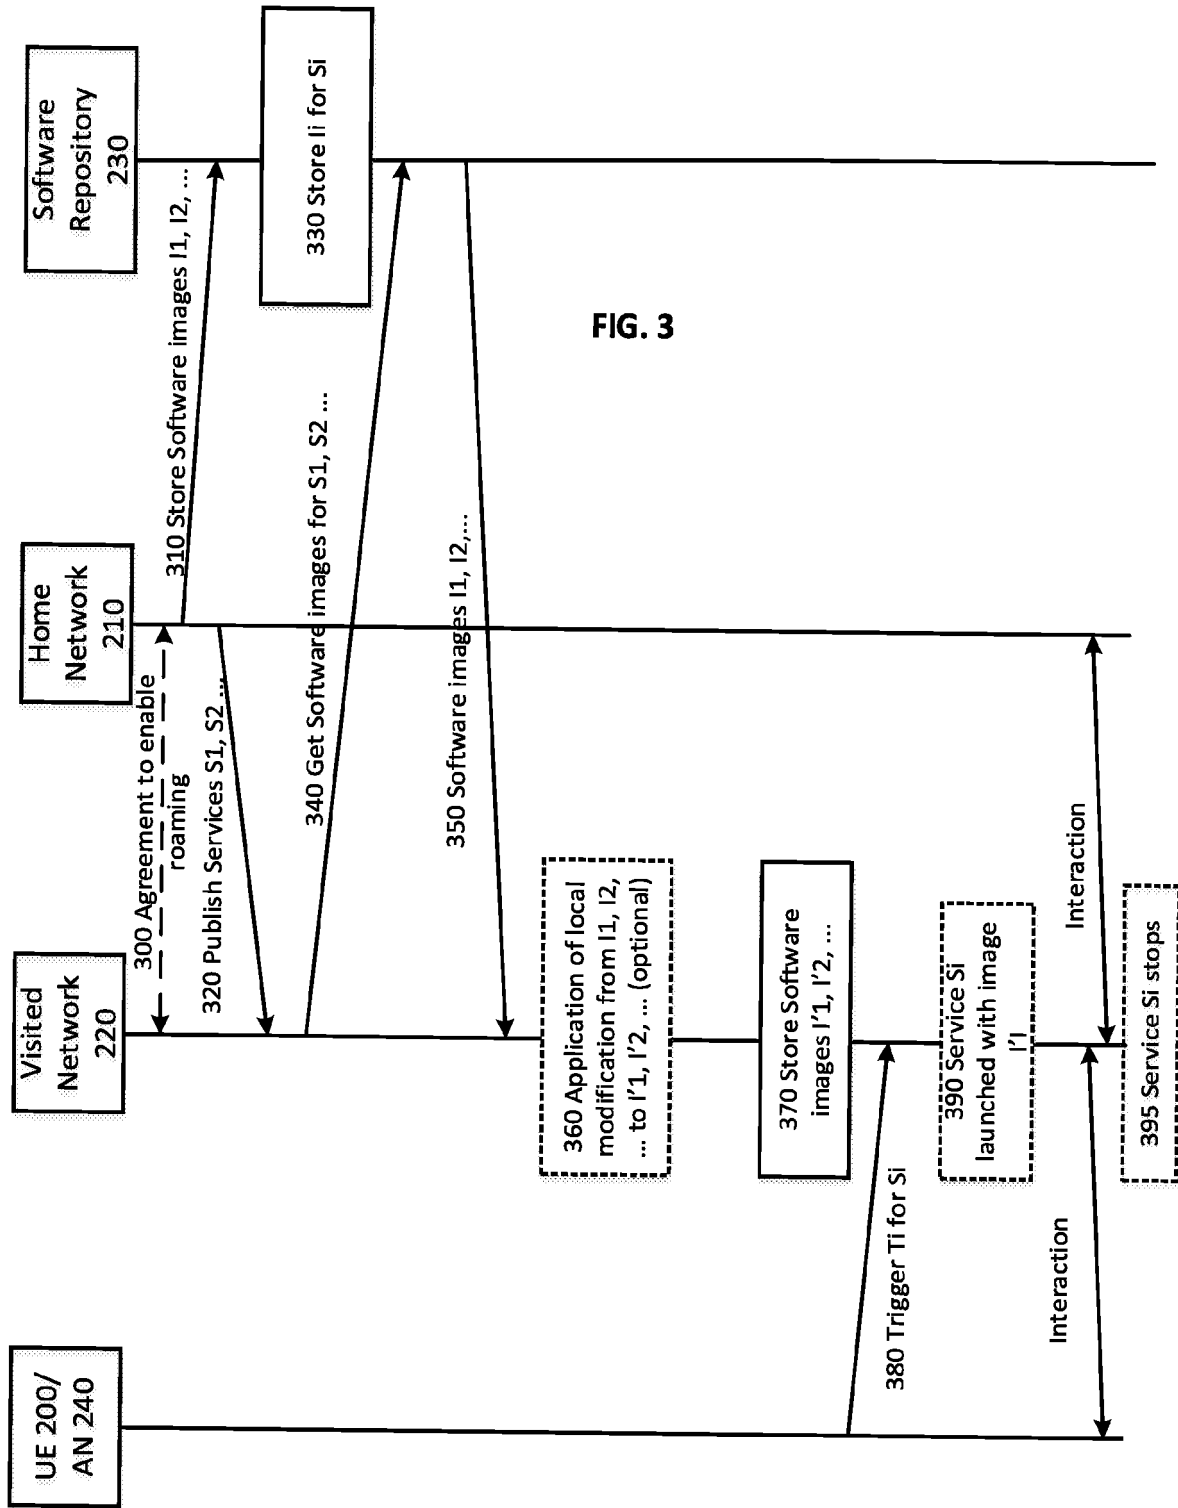 UE 200/
AN 240
Visited
Network
220
Home
Network
210
Software
Repository
230
300 Agreement to enable
roaming
310 Store Software images I1, I2, ...
320 Publish Services S1, S2 ...
330 Store Ii for Si
340 Get Software images for S1, S2 ...
350 Software images I1, I2,...
360 Application of local
modification from I1, I2,
... to I'1, I'2, ... (optional)
370 Store Software
images I'1, I'2, ...
380 Trigger Ti for Si
390 Service Si
launched with image
I'I
Interaction
Interaction
395 Service Si stops
FIG. 3